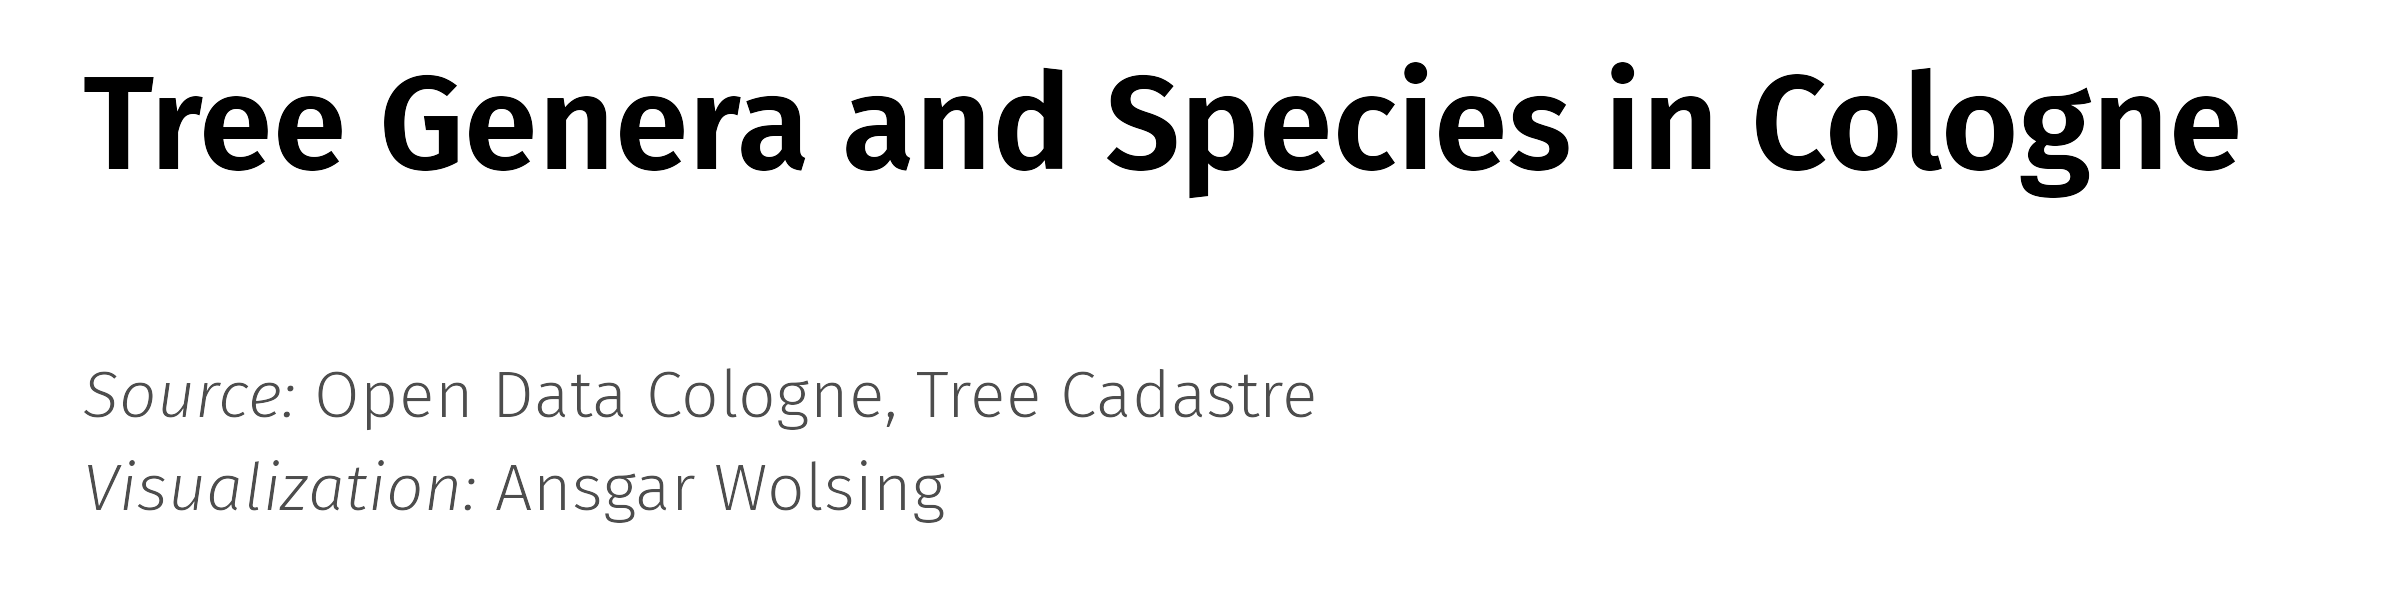 Tree Genera and Species in Cologne
Source: Open Data Cologne, Tree Cadastre
Visualization: Ansgar Wolsing